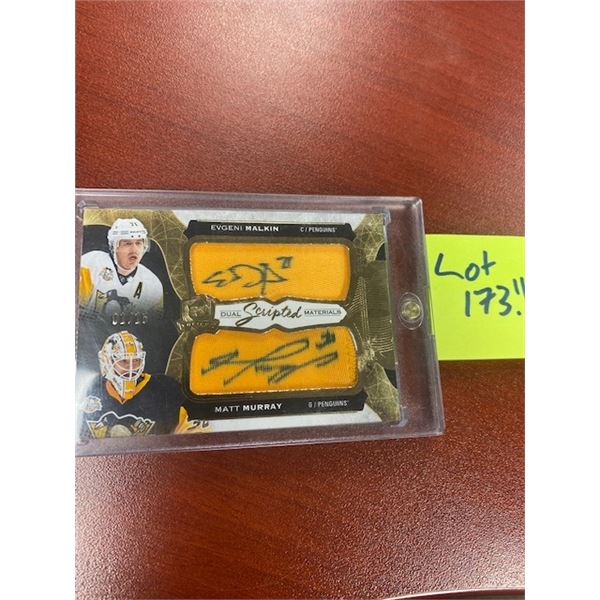 EVGENI MALKIN C / PENGUINS'
DUAL Scripted MATERIALS
MATT MURRAY G / PENGUINS'
Lot
173!!